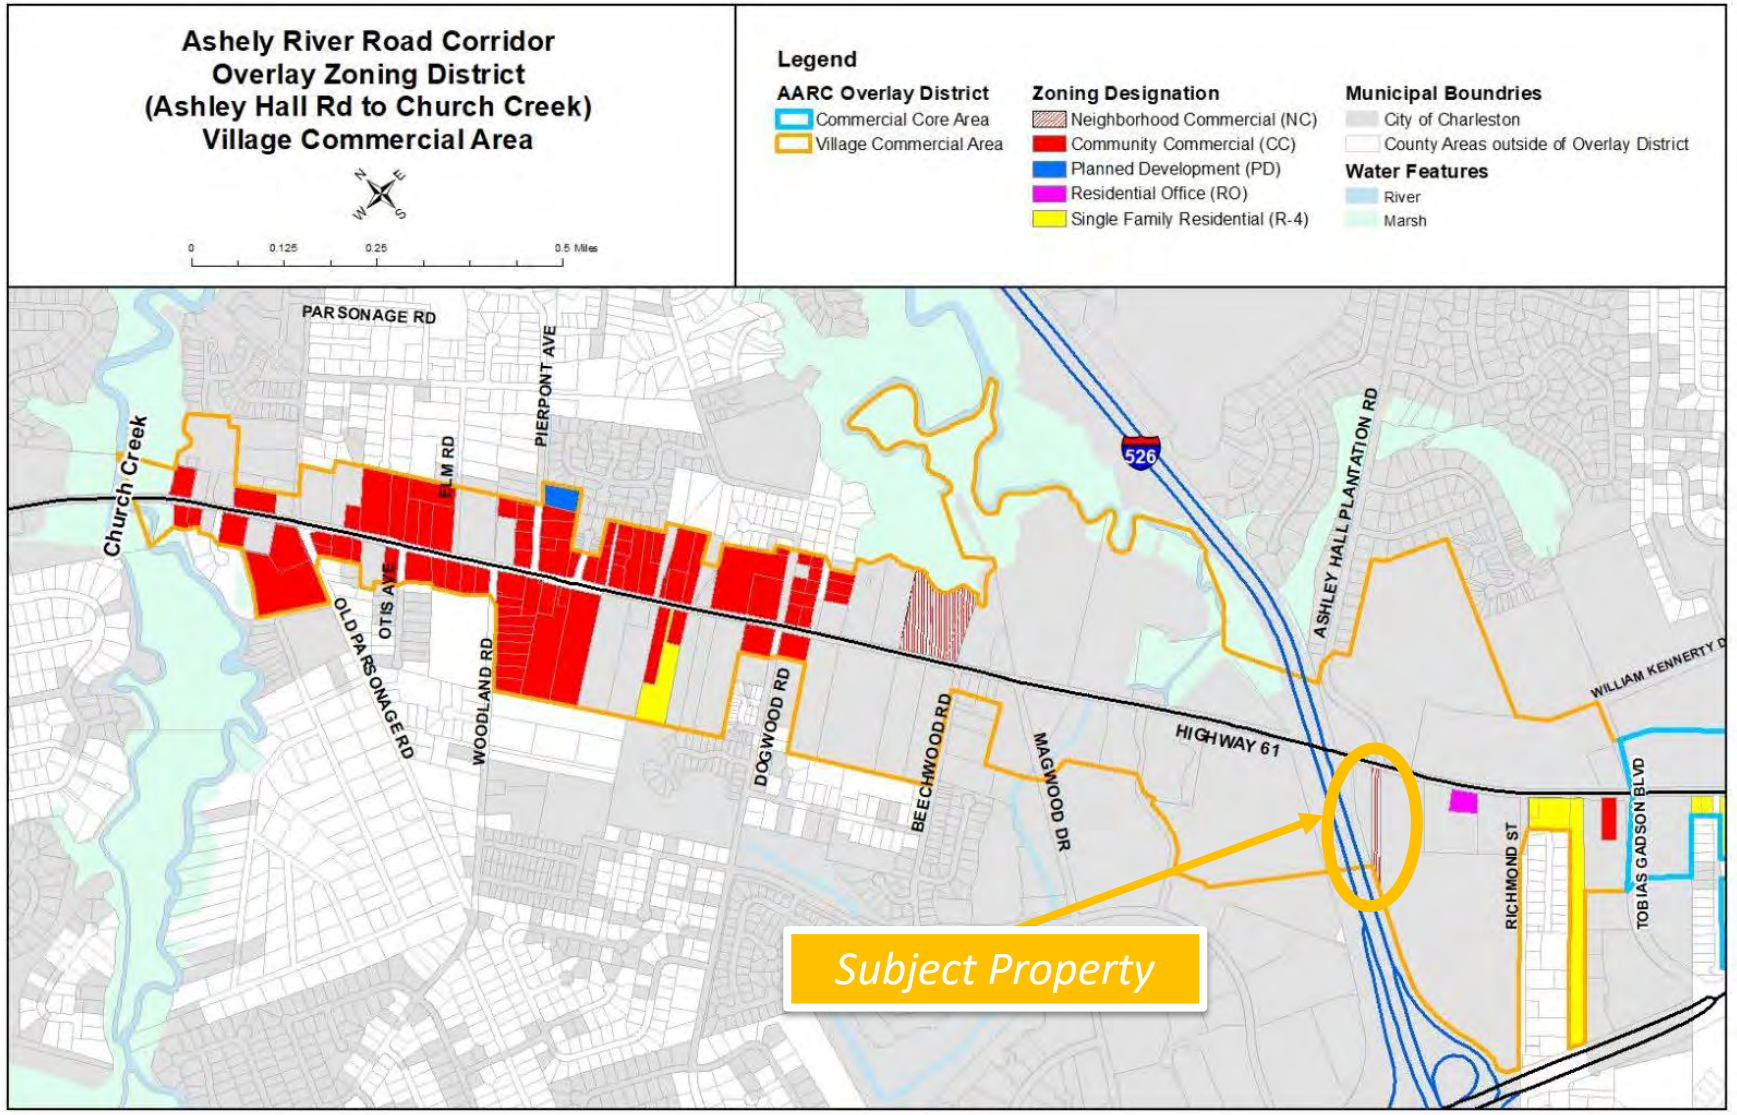 Ashely River Road Corridor
Overlay Zoning District
(Ashley Hall Rd to Church Creek)
Village Commercial Area
N
E
W
S
0
0.125
0.25
0.5 Miles
Legend
AARC Overlay District
Commercial Core Area
Village Commercial Area
Zoning Designation
Neighborhood Commercial (NC)
Community Commercial (CC)
Planned Development (PD)
Residential Office (RO)
Single Family Residential (R-4)
Municipal Boundries
City of Charleston
County Areas outside of Overlay District
Water Features
River
Marsh
PARSONAGE RD
PIERPONT AVE
ELM RD
Church Creek
526
ASHLEY HALL PLANTATION RD
OTIS AVE
OLD PARSONAGE RD
WOODLAND RD
DOGWOOD RD
BEECHWOOD RD
MAGWOOD DR
HIGHWAY 61
WILLIAM KENNERTY D
RICHMOND ST
TOBIAS GADSON BLVD
Subject Property